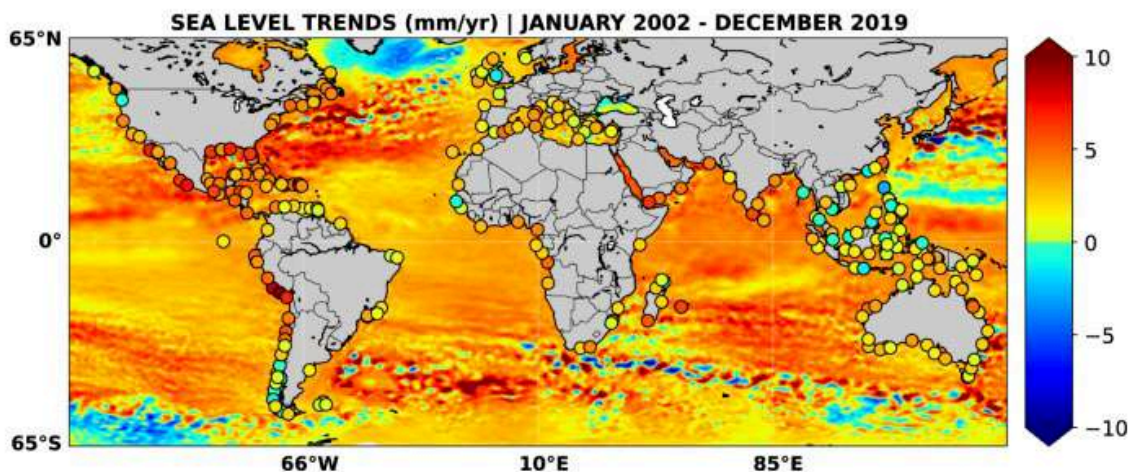 SEA LEVEL TRENDS (mm/yr) | JANUARY 2002 - DECEMBER 2019
65°N
0°
65°S
66°W
10°E
85°E
10
5
0
−5
−10